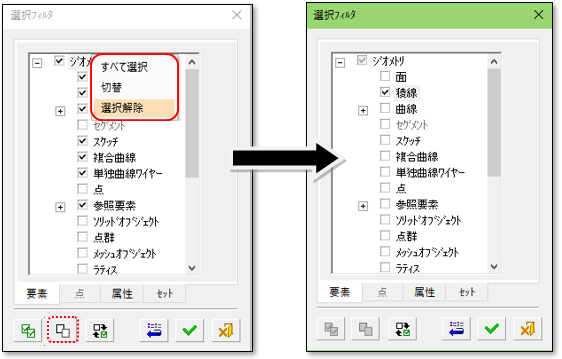 選択フィルタ
ジオメ
すべて選択
切替
選択解除
セグメント
スケッチ
複合曲線
単独曲線ワイヤー
点
参照要素
ソリッドオブジェクト
点群
メッシュオブジェクト
ラティス
要素 点 属性 セット
選択フィルタ
ジオメトリ
面
稜線
曲線
セグメント
スケッチ
複合曲線
単独曲線ワイヤー
点
参照要素
ソリッドオブジェクト
点群
メッシュオブジェクト
ラティス
要素 点 属性 セット